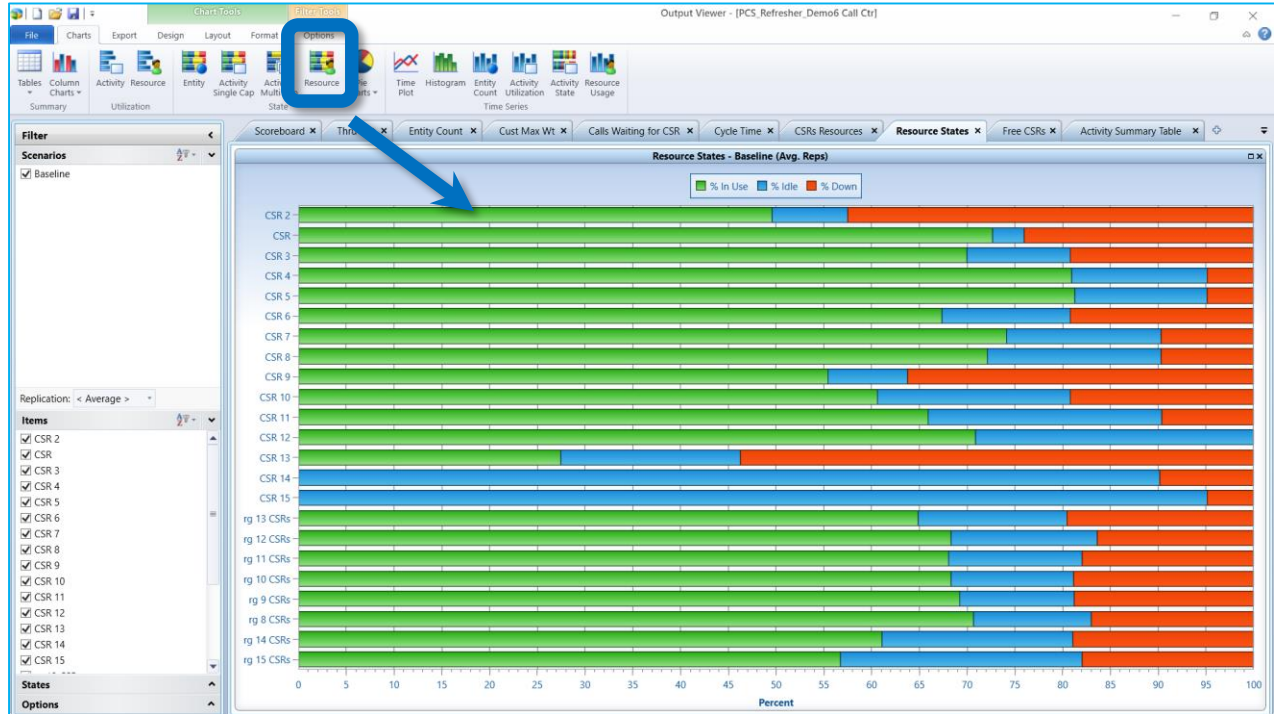 Chart Tools
Filter Tools
Output Viewer - [PCS_Refresher_Demo6 Call Ctr]
File Charts Export Design Layout Format Options
Tables Column Charts Activity Resource Entity Activity Single Cap Resource Time Plot Histogram Entity Count Activity Utilization Activity State Resource Usage
Summary Utilization State Time Series
Filter
Scenarios
Baseline
Replication: < Average >
Items
CSR 2
CSR
CSR 3
CSR 4
CSR 5
CSR 6
CSR 7
CSR 8
CSR 9
CSR 10
CSR 11
CSR 12
CSR 13
CSR 14
CSR 15
States
Options
Scoreboard Entity Count Cust Max Wt Calls Waiting for CSR Cycle Time CSRs Resources Resource States Free CSRs Activity Summary Table
Resource States - Baseline (Avg. Reps)
% In Use % Idle % Down
CSR 2
CSR
CSR 3
CSR 4
CSR 5
CSR 6
CSR 7
CSR 8
CSR 9
CSR 10
CSR 11
CSR 12
CSR 13
CSR 14
CSR 15
rg 13 CSRs
rg 12 CSRs
rg 11 CSRs
rg 10 CSRs
rg 9 CSRs
rg 8 CSRs
rg 14 CSRs
rg 15 CSRs
0 5 10 15 20 25 30 35 40 45 50 55 60 65 70 75 80 85 90 95 100
Percent